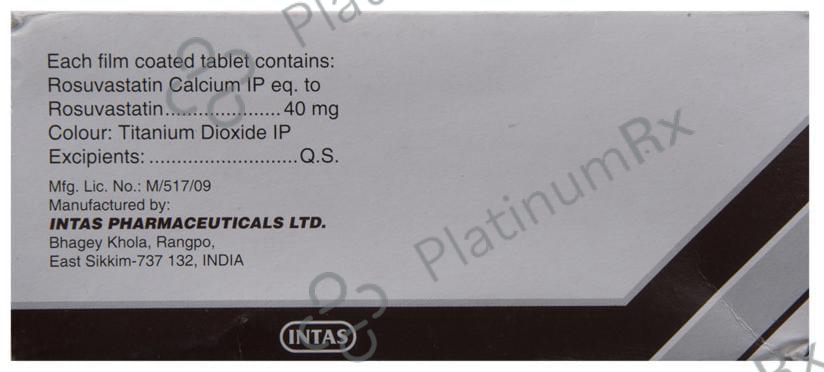 Each film coated tablet contains:
Rosuvastatin Calcium IP eq. to
Rosuvastatin..................... 40 mg
Colour: Titanium Dioxide IP
Excipients: ...........................Q.S.
Mfg. Lic. No.: M/517/09
Manufactured by:
INTAS PHARMACEUTICALS LTD.
Bhagey Khola, Rangpo,
East Sikkim-737 132, INDIA
INTAS
PlatinumRx